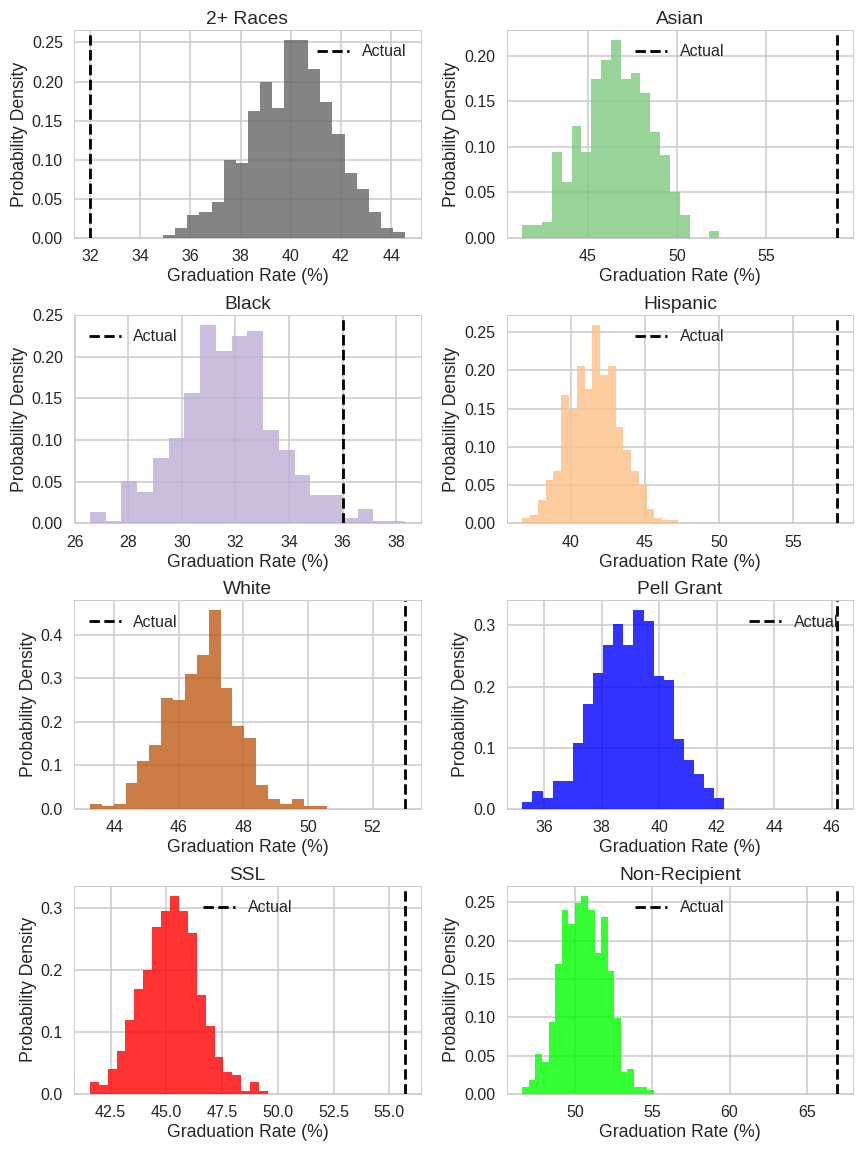 2+ Races
Probability Density
0.25
0.20
0.15
0.10
0.05
0.00
Actual
32 34 36 38 40 42 44
Graduation Rate (%)
Asian
Probability Density
0.20
0.15
0.10
0.05
0.00
Actual
45 50 55
Graduation Rate (%)
Black
Probability Density
0.25
0.20
0.15
0.10
0.05
0.00
Actual
26 28 30 32 34 36 38
Graduation Rate (%)
Hispanic
Probability Density
0.25
0.20
0.15
0.10
0.05
0.00
Actual
40 45 50 55
Graduation Rate (%)
White
Probability Density
0.4
0.3
0.2
0.1
0.0
Actual
44 46 48 50 52
Graduation Rate (%)
Pell Grant
Probability Density
0.3
0.2
0.1
0.0
Actual
36 38 40 42 44 46
Graduation Rate (%)
SSL
Probability Density
0.3
0.2
0.1
0.0
Actual
42.5 45.0 47.5 50.0 52.5 55.0
Graduation Rate (%)
Non-Recipient
Probability Density
0.25
0.20
0.15
0.10
0.05
0.00
Actual
50 55 60 65
Graduation Rate (%)